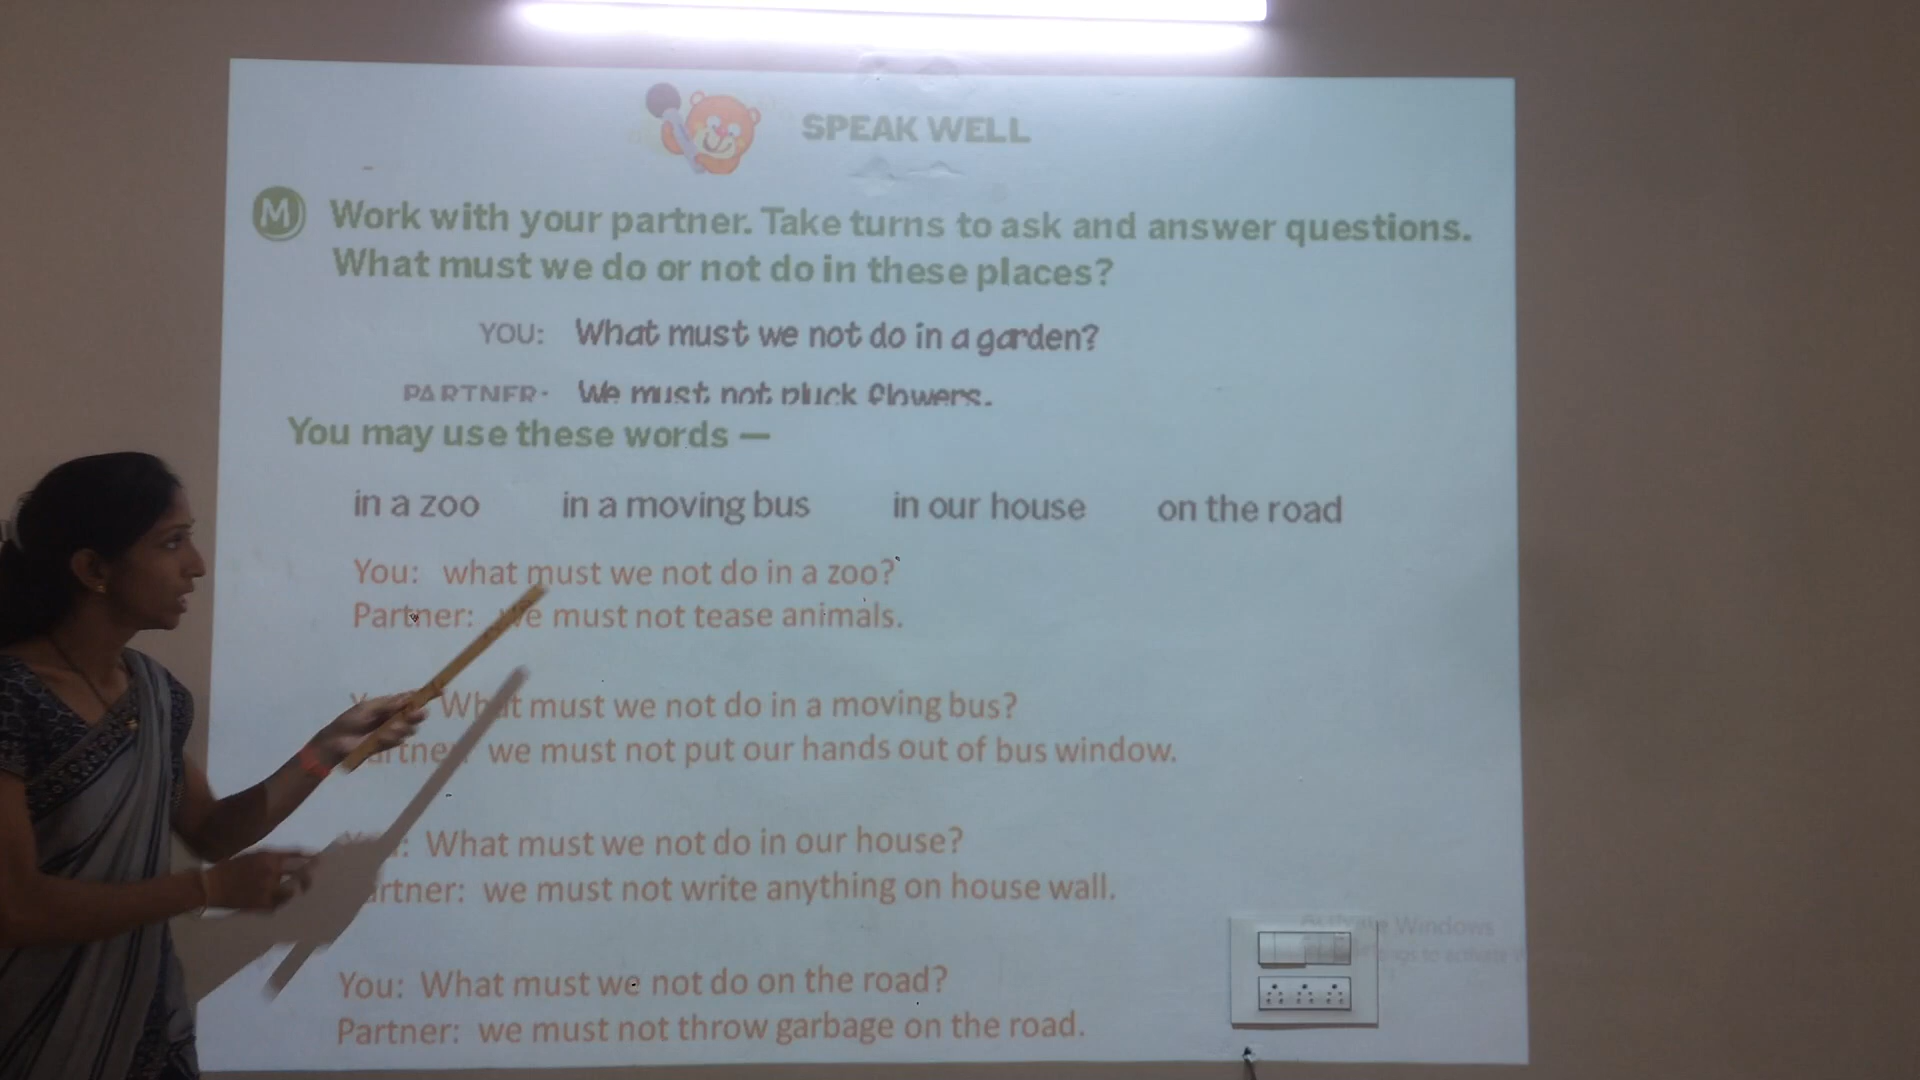 SPEAK WELL
M Work with your partner. Take turns to ask and answer questions.
What must we do or not do in these places?
YOU: What must we not do in a garden?
PARTNER: We must not pluck flowers.
You may use these words —
in a zoo in a moving bus in our house on the road
You: what must we not do in a zoo?
Partner: we must not tease animals.
What must we not do in a moving bus?
we must not put our hands out of bus window.
What must we not do in our house?
Partner: we must not write anything on house wall.
You: What must we not do on the road?
Partner: we must not throw garbage on the road.
Windows
to activate